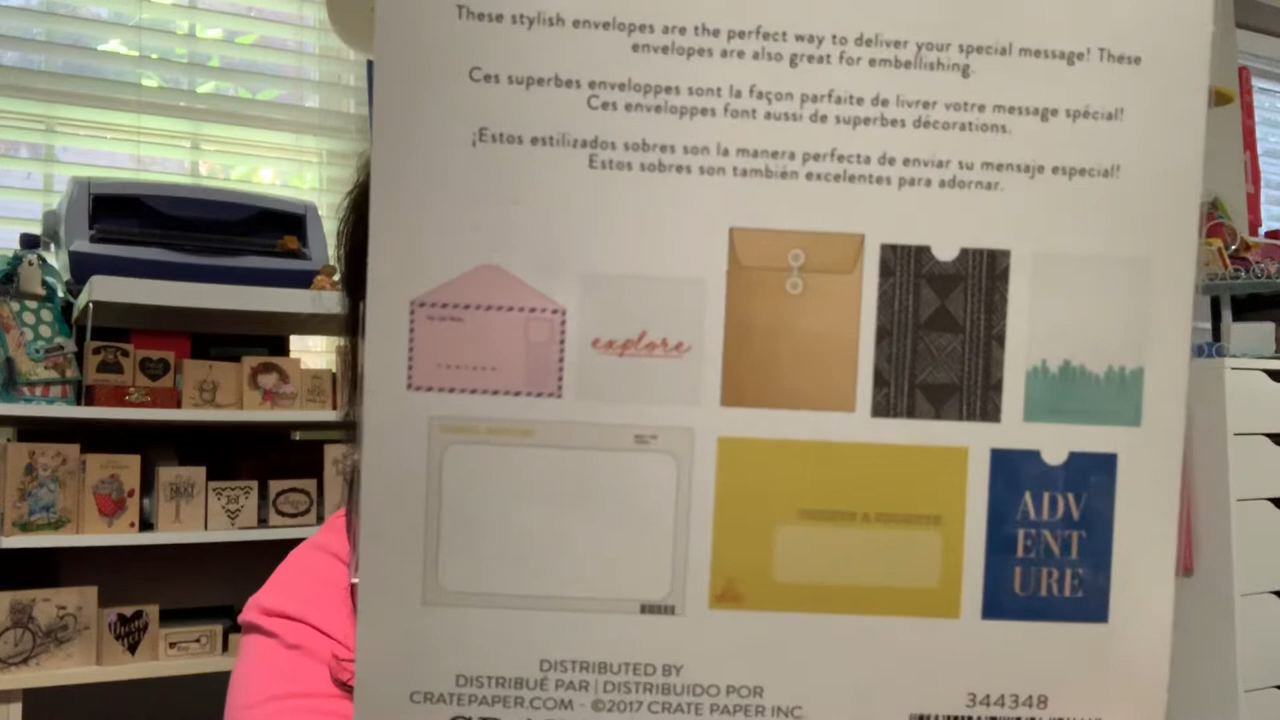 These stylish envelopes are the perfect way to deliver your special message! These
envelopes are also great for embellishing.
Ces superbes enveloppes sont la façon parfaite de livrer votre message spécial!
Ces enveloppes font aussi de superbes décorations.
¡Estos estilizados sobres son la manera perfecta de enviar su mensaje especial!
Estos sobres son también excelentes para adornar.
explore
ADV
ENT
URE
JOY
thank
you
DISTRIBUTED BY
DISTRIBUÉ PAR | DISTRIBUIDO POR
CRATEPAPER.COM - ©2017 CRATE PAPER INC
344348